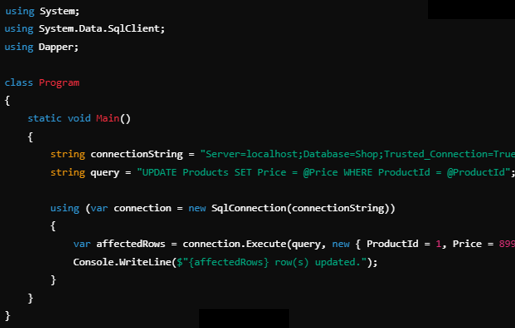 using System;
using System.Data.SqlClient;
using Dapper;
class Program
{
static void Main()
{
string connectionString = "Server=localhost;Database=Shop;Trusted_Connection=True
string query = "UPDATE Products SET Price = @Price WHERE ProductId = @ProductId";
using (var connection = new SqlConnection(connectionString))
{
var affectedRows = connection.Execute(query, new { ProductId = 1, Price = 899
Console.WriteLine($"{affectedRows} row(s) updated.");
}
}
}